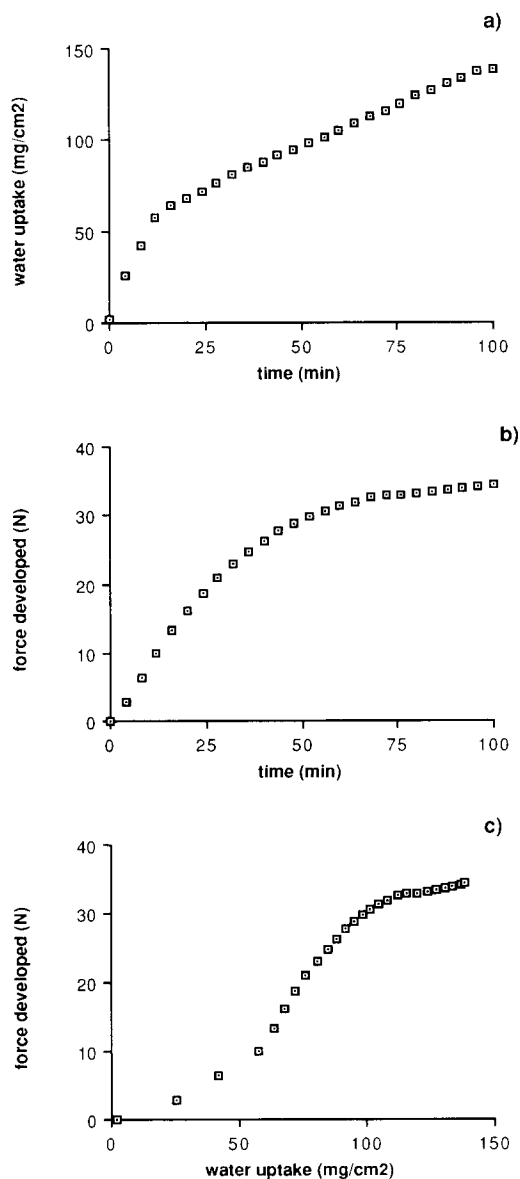 a)
150
100
50
0
water uptake (mg/cm2)
0 25 50 75 100
time (min)
b)
40
30
20
10
0
force developed (N)
0 25 50 75 100
time (min)
c)
40
30
20
10
0
force developed (N)
0 50 100 150
water uptake (mg/cm2)